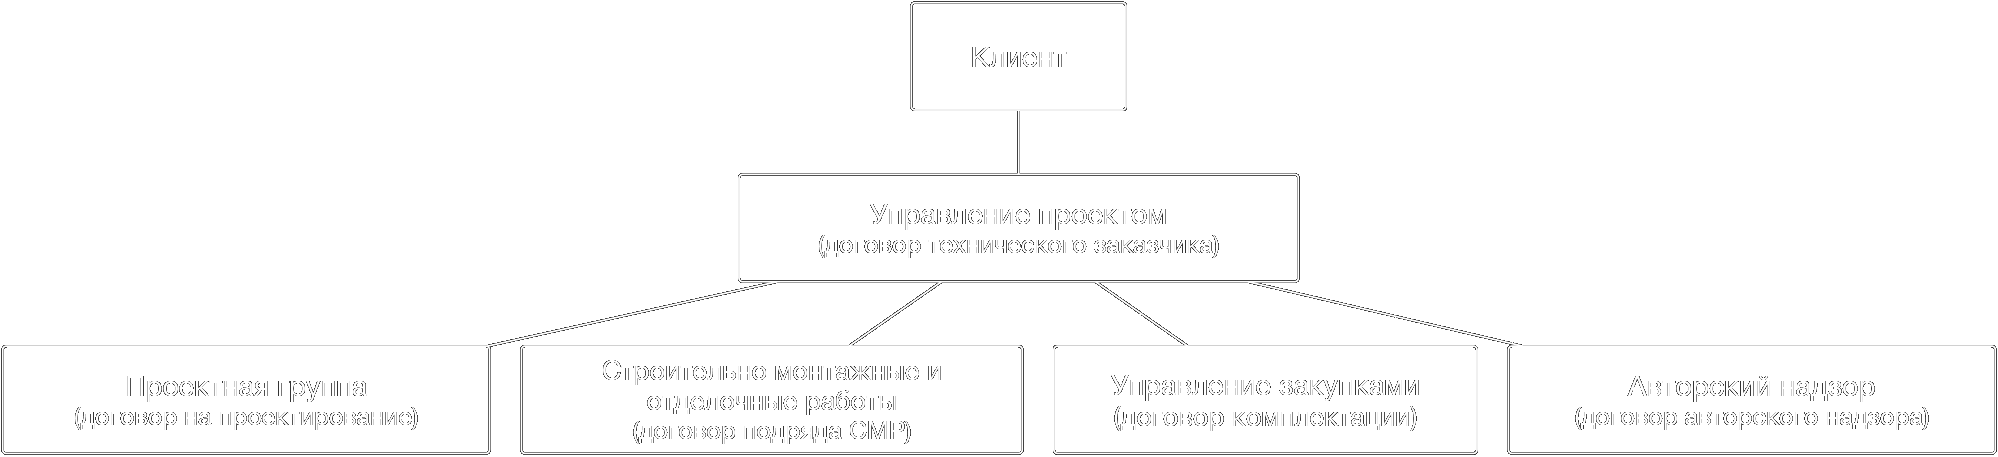 Клиент
Управление проектом
(договор технического заказчика)
Проектная группа
(договор на проектирование)
Строительно монтажные и
отделочные работы
(договор подряда СМР)
Управление закупками
(договор комплектации)
Авторский надзор
(договор авторского надзора)